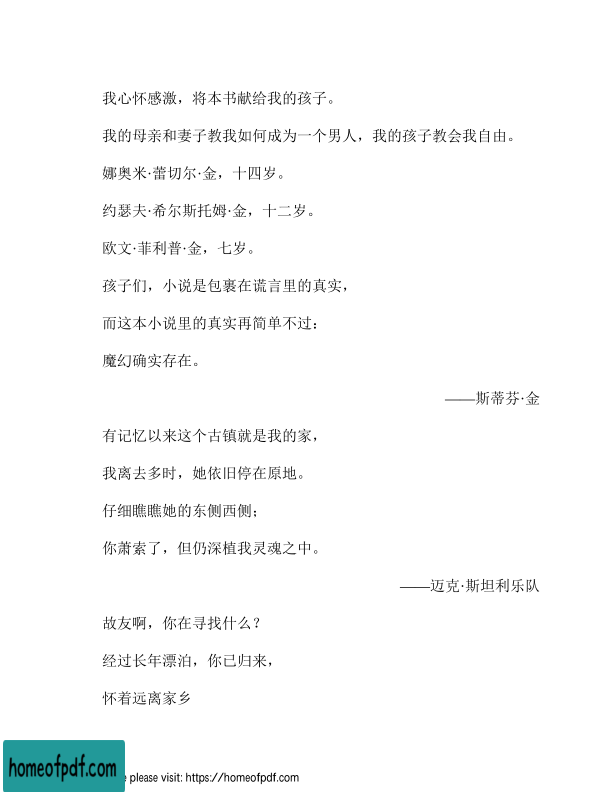 我心怀感激，将本书献给我的孩子。
我的母亲和妻子教我如何成为一个男人，我的孩子教会我自由。
娜奥米·蕾切尔·金，十四岁。
约瑟夫·希尔斯托姆·金，十二岁。
欧文·菲利普·金，七岁。
孩子们，小说是包裹在谎言里的真实，
而这本小说里的真实再简单不过：
魔幻确实存在。
——斯蒂芬·金
有记忆以来这个古镇就是我的家，
我离去多时，她依旧停在原地。
仔细瞧瞧她的东侧西侧；
你萧索了，但仍深植我灵魂之中。
——迈克·斯坦利乐队
故友啊，你在寻找什么？
经过长年漂泊，你已归来，
怀着远离家乡
homeofpdf.com
please visit: https://homeofpdf.com